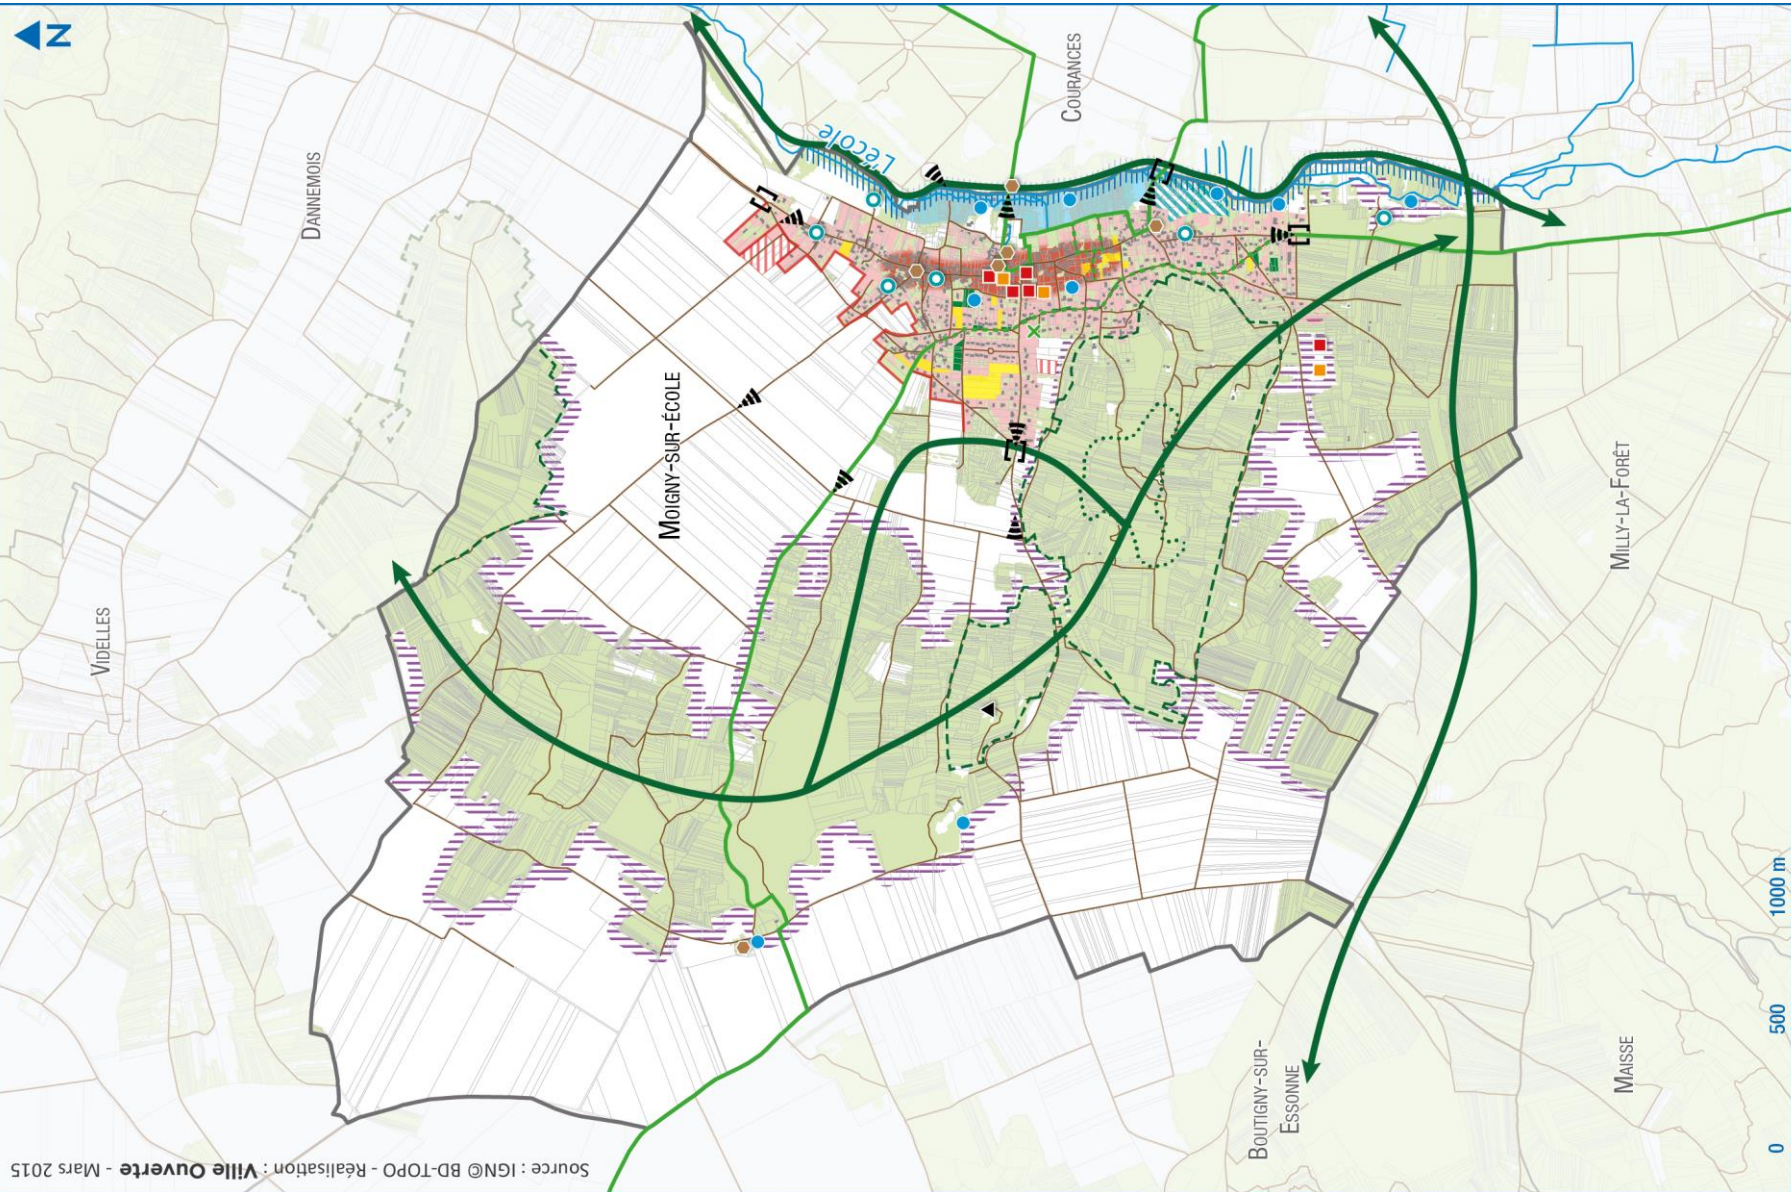 N
VIDELLES
DANNEMOIS
COURANCES
L'école
MOIGNY-SUR-ÉCOLE
MILLY-LA-FORÊT
BOUTIGNY-SUR-
ESSONNE
MAISSE
0 500 1000 m
Source : IGN© BD-TOPO - Réalisation : Ville Ouverte - Mars 2015